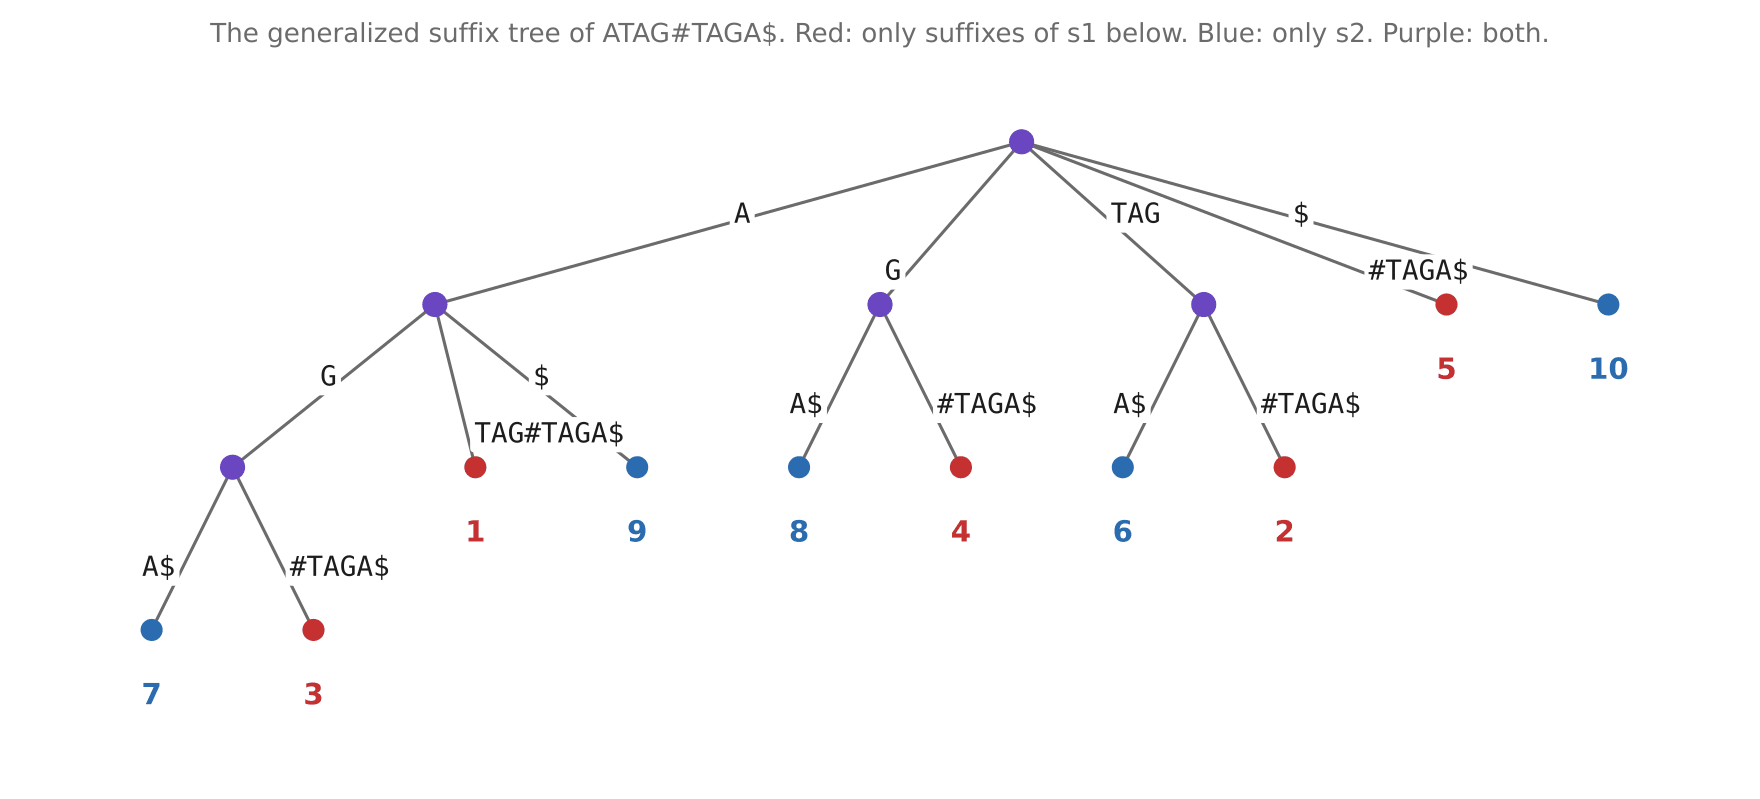 The generalized suffix tree of ATAG#TAGA$. Red: only suffixes of s1 below. Blue: only s2. Purple: both.
A
TAG
$
G
#TAGA$
5
10
G
$
A$
#TAGA$
A$
#TAGA$
TAG#TAGA$
1
9
8
4
6
2
A$
#TAGA$
7
3